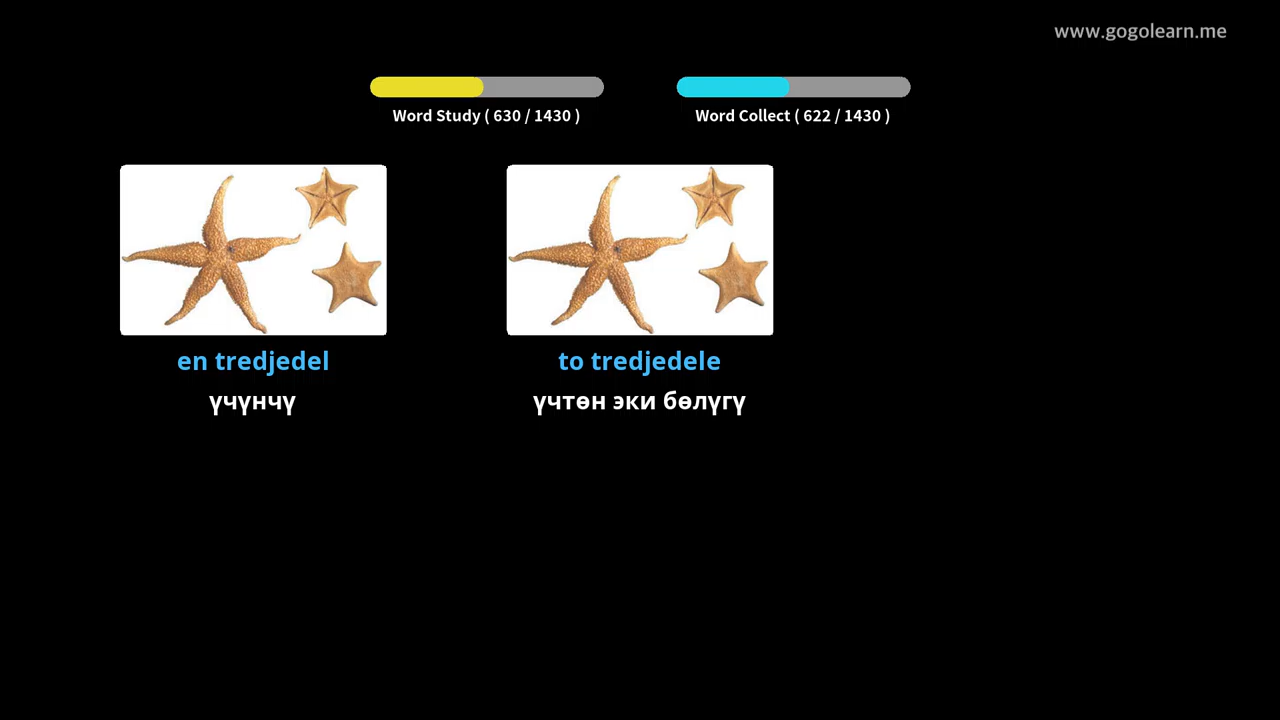 www.gogolearn.me
Word Study ( 630 / 1430 )
Word Collect ( 622 / 1430 )
en tredjedel
to tredjedele
үчүнчү
үчтөн эки бөлүгү